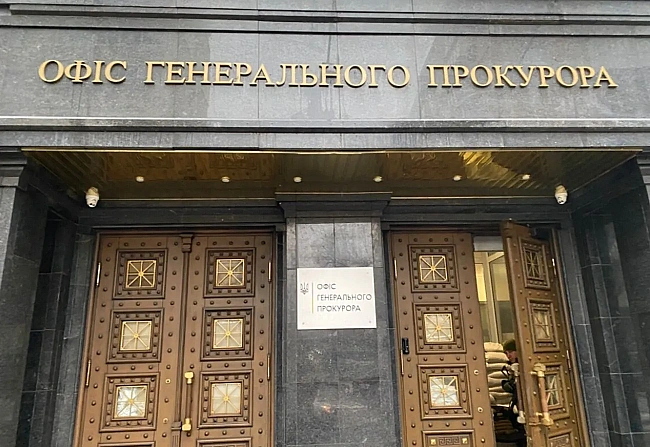 ОФІС ГЕНЕРАЛЬНОГО ПРОКУРОРА
ОФІС
ГЕНЕРАЛЬНОГО
ПРОКУРОРА